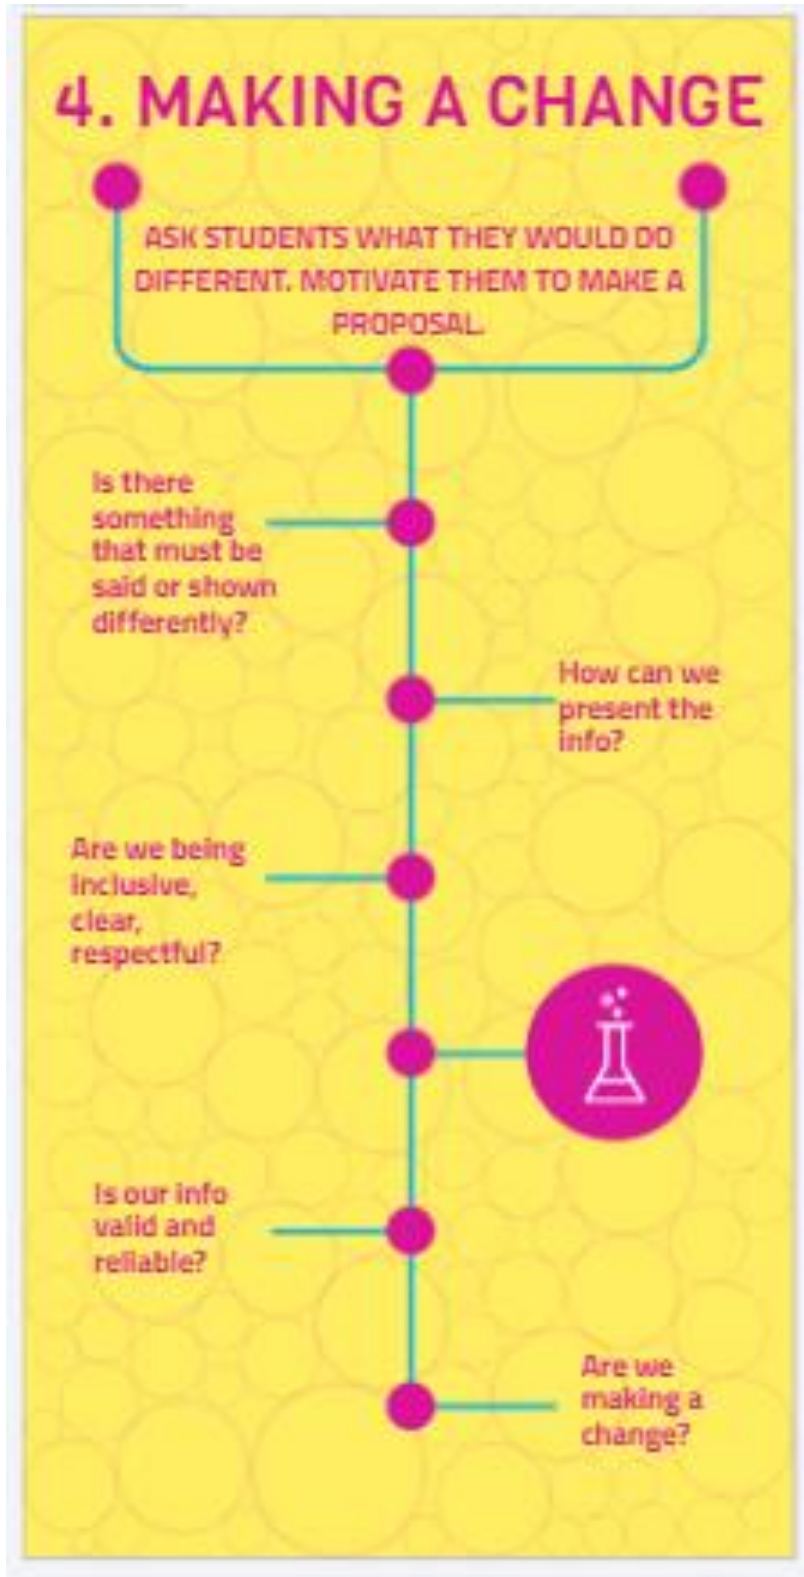 4. MAKING A CHANGE
ASK STUDENTS WHAT THEY WOULD DO
DIFFERENT. MOTIVATE THEM TO MAKE A
PROPOSAL.
Is there
something
that must be
said or shown
differently?
How can we
present the
info?
Are we being
inclusive,
clear,
respectful?
Is our info
valid and
reliable?
Are we
making a
change?